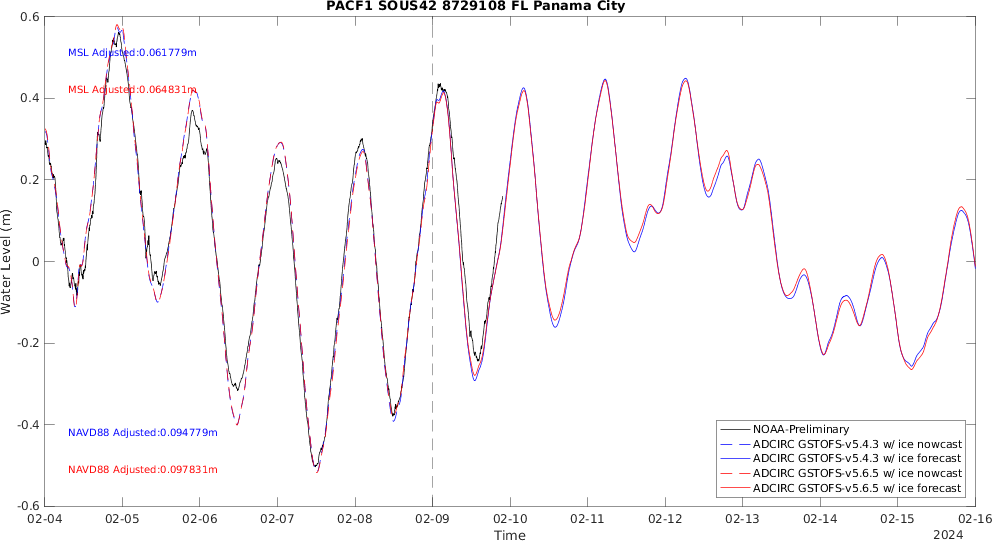 PACF1 SOUS42 8729108 FL Panama City
0.6
0.4
0.2
0
-0.2
-0.4
-0.6
Water Level (m)
MSL Adjusted:0.061779m
MSL Adjusted:0.064831m
NAVD88 Adjusted:0.094779m
NAVD88 Adjusted:0.097831m
NOAA-Preliminary
ADCIRC GSTOFS-v5.4.3 w/ ice nowcast
ADCIRC GSTOFS-v5.4.3 w/ ice forecast
ADCIRC GSTOFS-v5.6.5 w/ ice nowcast
ADCIRC GSTOFS-v5.6.5 w/ ice forecast
02-04 02-05 02-06 02-07 02-08 02-09 02-10 02-11 02-12 02-13 02-14 02-15 02-16
Time
2024